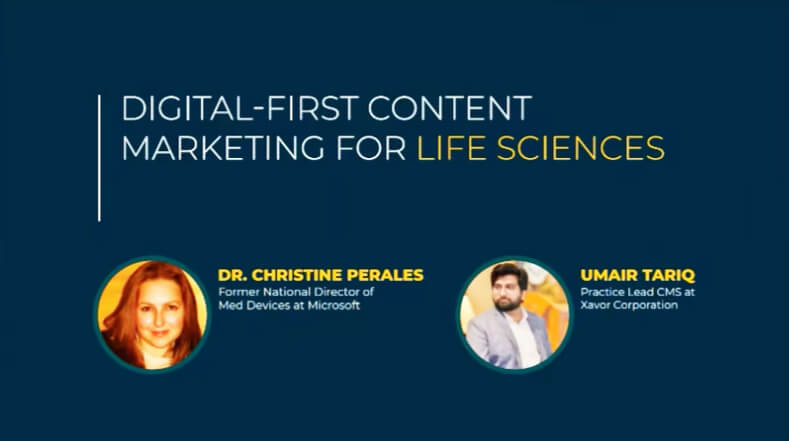 DIGITAL-FIRST CONTENT
MARKETING FOR LIFE SCIENCES
DR. CHRISTINE PERALES
Former National Director of
Med Devices at Microsoft
UMAIR TARIQ
Practice Lead CMS at
Xavor Corporation